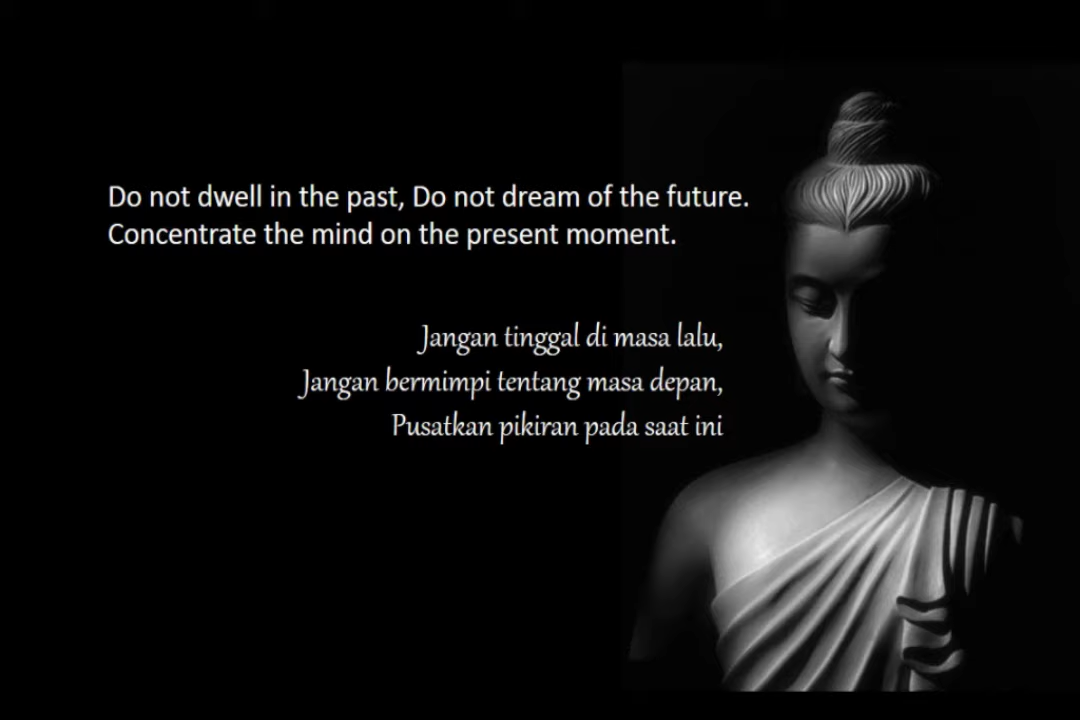 Do not dwell in the past, Do not dream of the future.
Concentrate the mind on the present moment.
Jangan tinggal di masa lalu,
Jangan bermimpi tentang masa depan,
Pusatkan pikiran pada saat ini